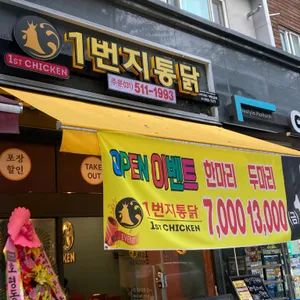 1번지통닭
1ST CHICKEN
주문전화 511-1993
포장
할인
TAKE
OUT
OPEN 이벤트 한마리 두마리
1번지통닭 7,000 13,000
1ST CHICKEN